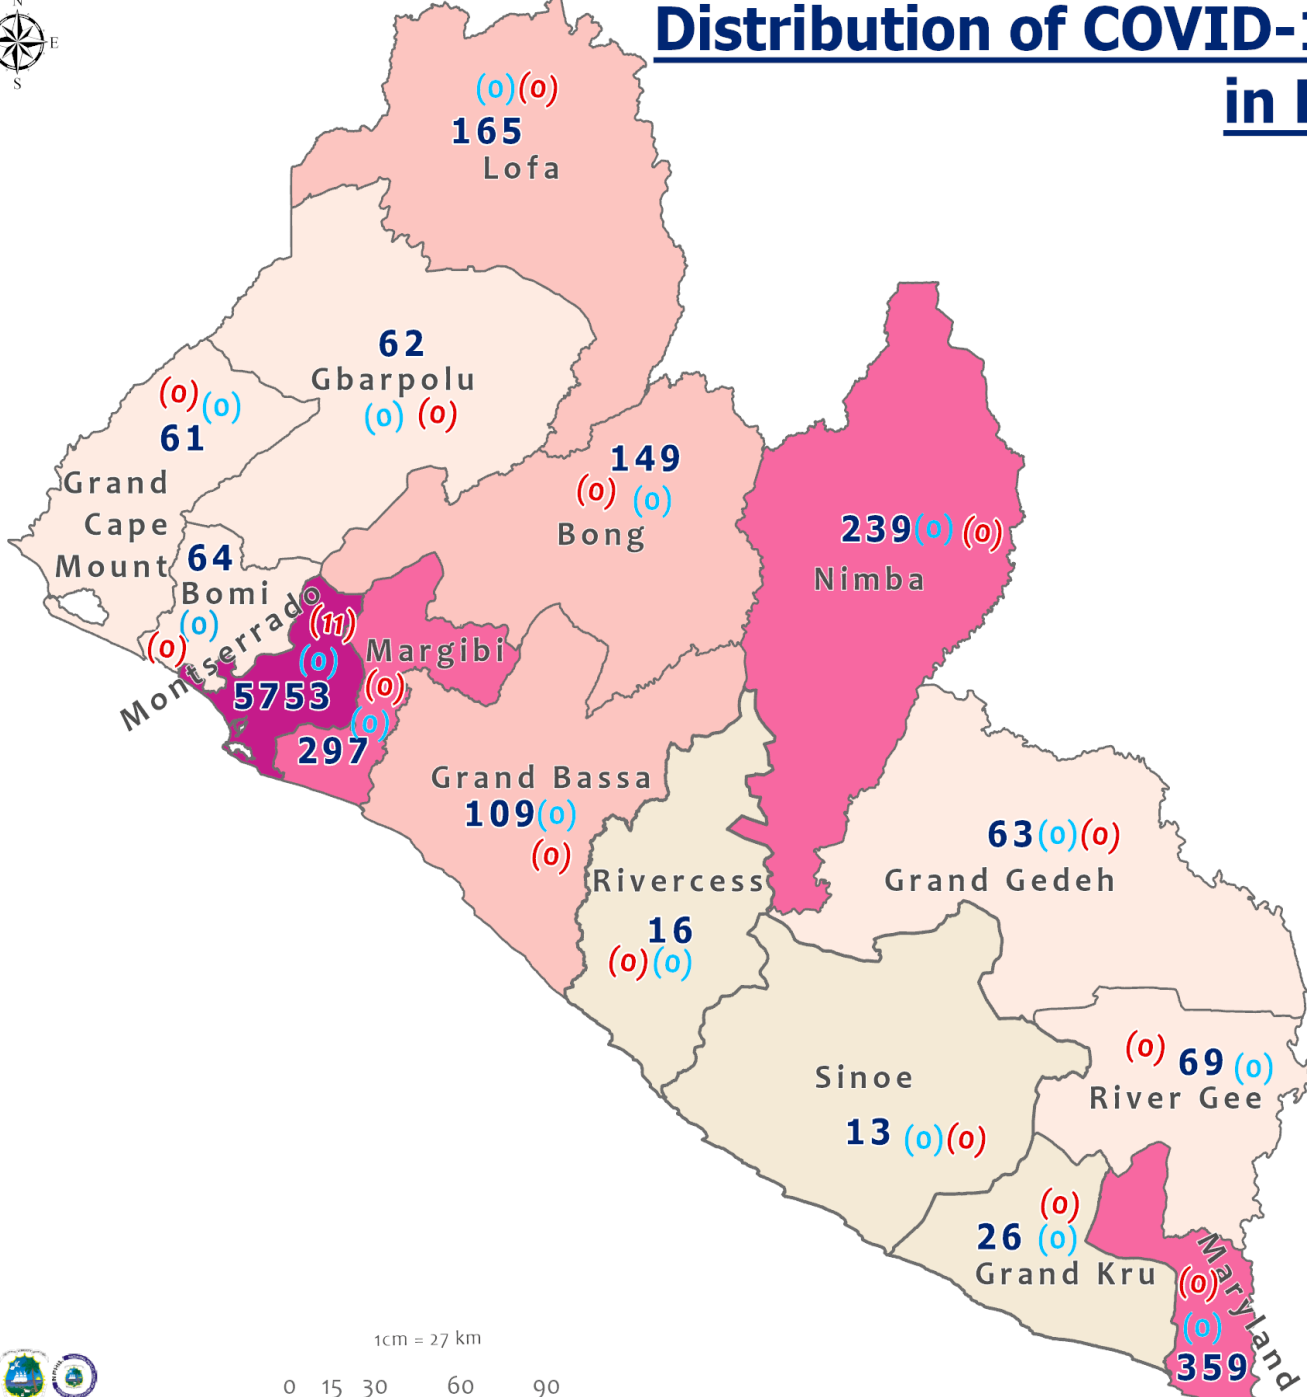 N
E
S
Distribution of COVID-
in
(0)(0)
165
Lofa
62
Gbarpolu
(0) (0)
(0)(0)
61
Grand
Cape
Mount
149
(0) (0)
Bong
239(0) (0)
Nimba
64
Bomi
(0)
(0)
Montserrado
(11)
(0)
5753
Margibi
(0)
(0)
297
Grand Bassa
109(0)
(0)
63(0)(0)
Grand Gedeh
Rivercess
16
(0)(0)
(0) 69 (0)
River Gee
Sinoe
13 (0)(0)
(0)
26 (0)
Grand Kru
Maryland
(0)
(0)
359
1cm = 27 km
0 15 30 60 90